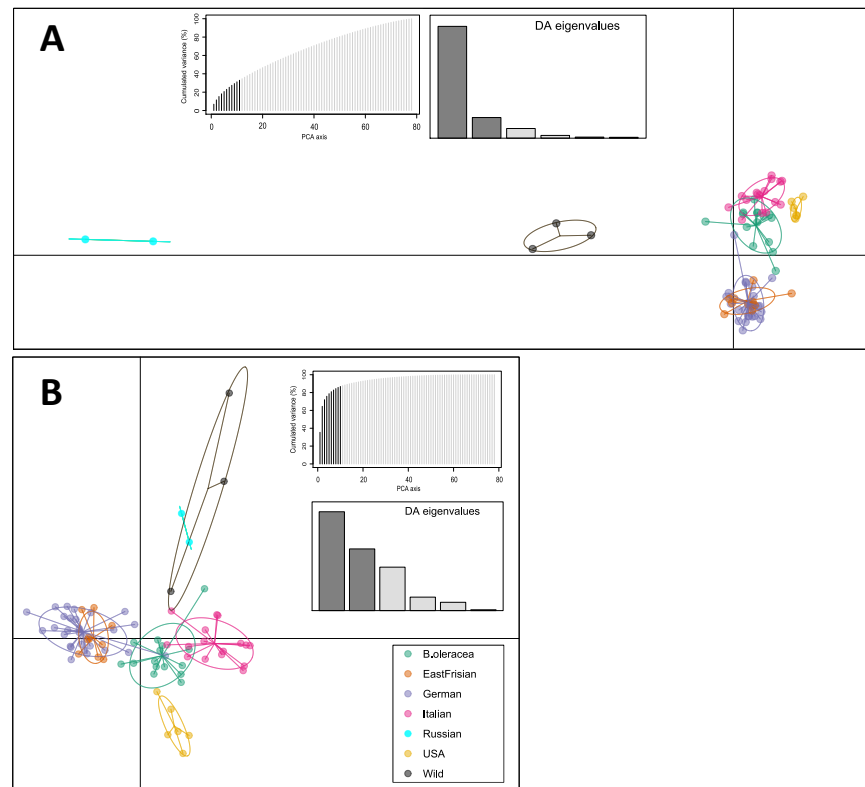 A
Cumulated variance (%)
100
80
60
40
20
0
0 20 40 60 80
PCA axis
DA eigenvalues
B
Cumulated variance (%)
100
80
60
40
20
0
0 20 40 60 80
PCA axis
DA eigenvalues
B.oleracea
EastFrisian
German
Italian
Russian
USA
Wild